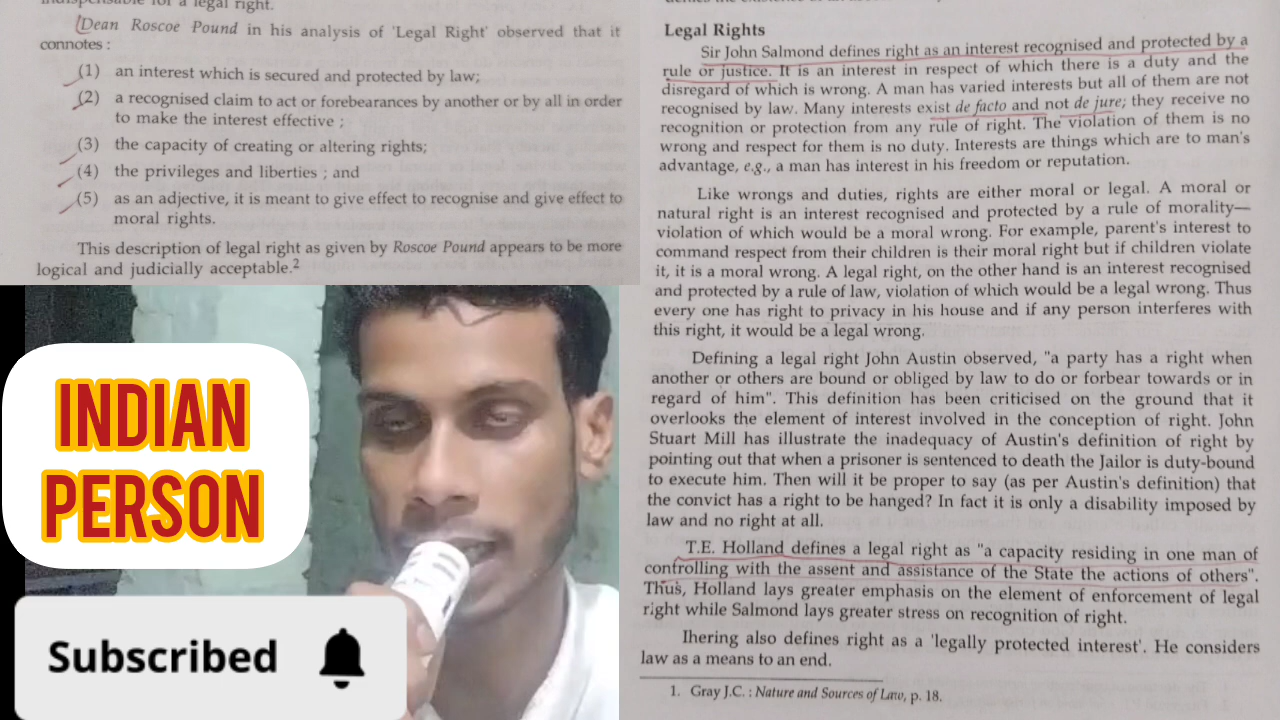 indispensable for a legal right.
Dean Roscoe Pound in his analysis of 'Legal Right' observed that it
connotes :
(1) an interest which is secured and protected by law;
(2) a recognised claim to act or forebearances by another or by all in order
to make the interest effective ;
(3) the capacity of creating or altering rights;
(4) the privileges and liberties ; and
(5) as an adjective, it is meant to give effect to recognise and give effect to
moral rights.
This description of legal right as given by Roscoe Pound appears to be more
logical and judicially acceptable.2
INDIAN
PERSON
Subscribed
Legal Rights
Sir John Salmond defines right as an interest recognised and protected by a
rule or justice. It is an interest in respect of which there is a duty and the
disregard of which is wrong. A man has varied interests but all of them are not
recognised by law. Many interests exist de facto and not de jure; they receive no
recognition or protection from any rule of right. The violation of them is no
wrong and respect for them is no duty. Interests are things which are to man's
advantage, e.g., a man has interest in his freedom or reputation.
Like wrongs and duties, rights are either moral or legal. A moral or
natural right is an interest recognised and protected by a rule of morality—
violation of which would be a moral wrong. For example, parent's interest to
command respect from their children is their moral right but if children violate
it, it is a moral wrong. A legal right, on the other hand is an interest recognised
and protected by a rule of law, violation of which would be a legal wrong. Thus
every one has right to privacy in his house and if any person interferes with
this right, it would be a legal wrong.
Defining a legal right John Austin observed, "a party has a right when
another or others are bound or obliged by law to do or forbear towards or in
regard of him". This definition has been criticised on the ground that it
overlooks the element of interest involved in the conception of right. John
Stuart Mill has illustrate the inadequacy of Austin's definition of right by
pointing out that when a prisoner is sentenced to death the Jailor is duty-bound
to execute him. Then will it be proper to say (as per Austin's definition) that
the convict has a right to be hanged? In fact it is only a disability imposed by
law and no right at all.
T.E. Holland defines a legal right as "a capacity residing in one man of
controlling with the assent and assistance of the State the actions of others".
Thus, Holland lays greater emphasis on the element of enforcement of legal
right while Salmond lays greater stress on recognition of right.
Ihering also defines right as a 'legally protected interest'. He considers
law as a means to an end.
1. Gray J.C. : Nature and Sources of Law, p. 18.